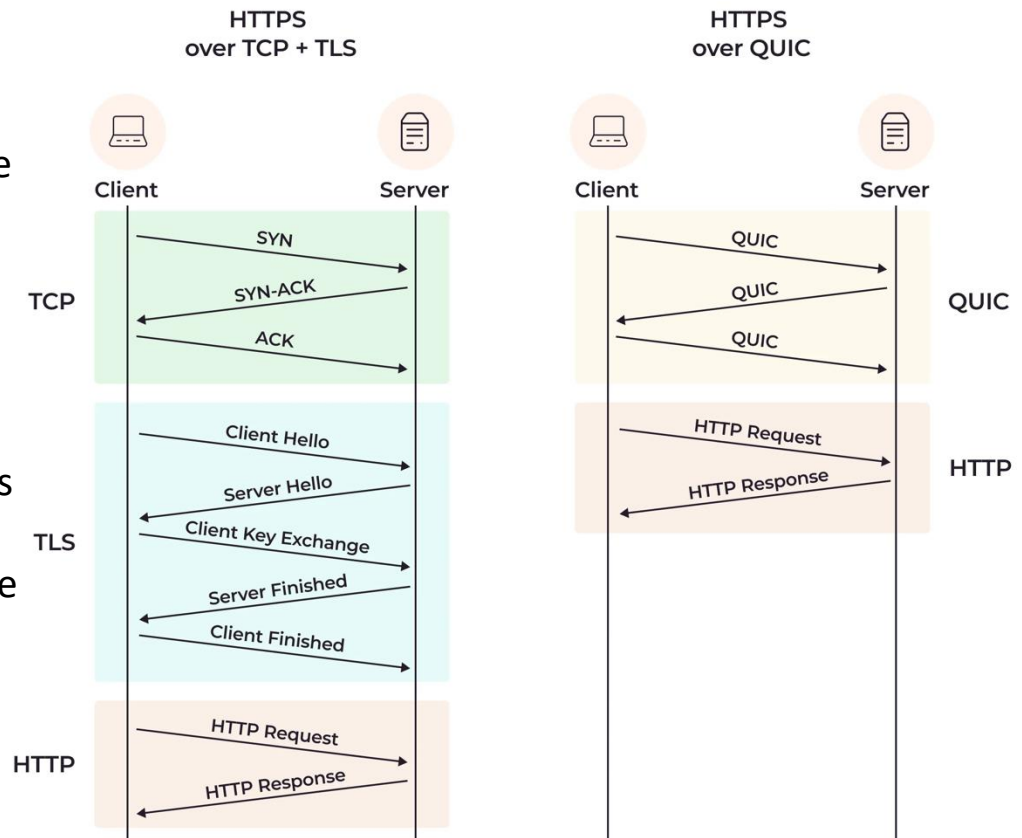 HTTPS
over TCP + TLS
Client
Server
TCP
SYN
SYN-ACK
ACK
TLS
Client Hello
Server Hello
Client Key Exchange
Server Finished
Client Finished
HTTP
HTTP Request
HTTP Response
HTTPS
over QUIC
Client
Server
QUIC
QUIC
QUIC
QUIC
HTTP Request
HTTP Response
HTTP
e
s
e